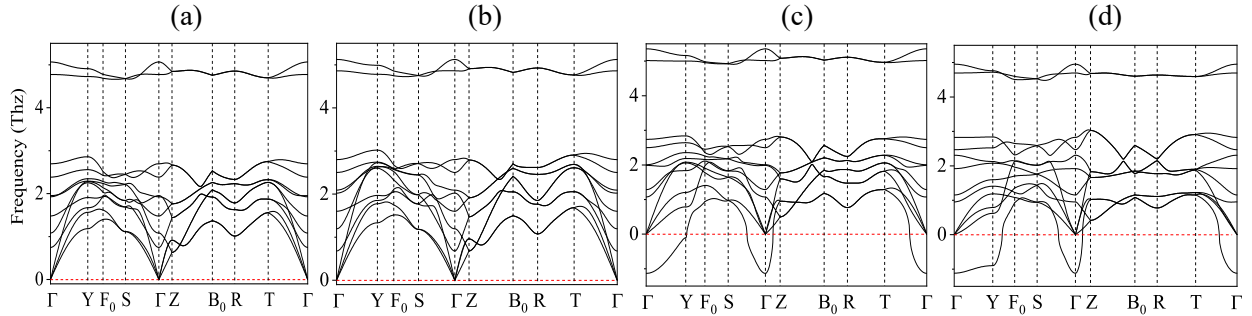 (a) (b) (c) (d)
Frequency (Thz)
4 4 4 4
2 2 2 2
0 0 0 0
Γ Y F₀ S Γ Z B₀ R T Γ Γ Y F₀ S Γ Z B₀ R T Γ Γ Y F₀ S Γ Z B₀ R T Γ Γ Y F₀ S Γ Z B₀ R T Γ